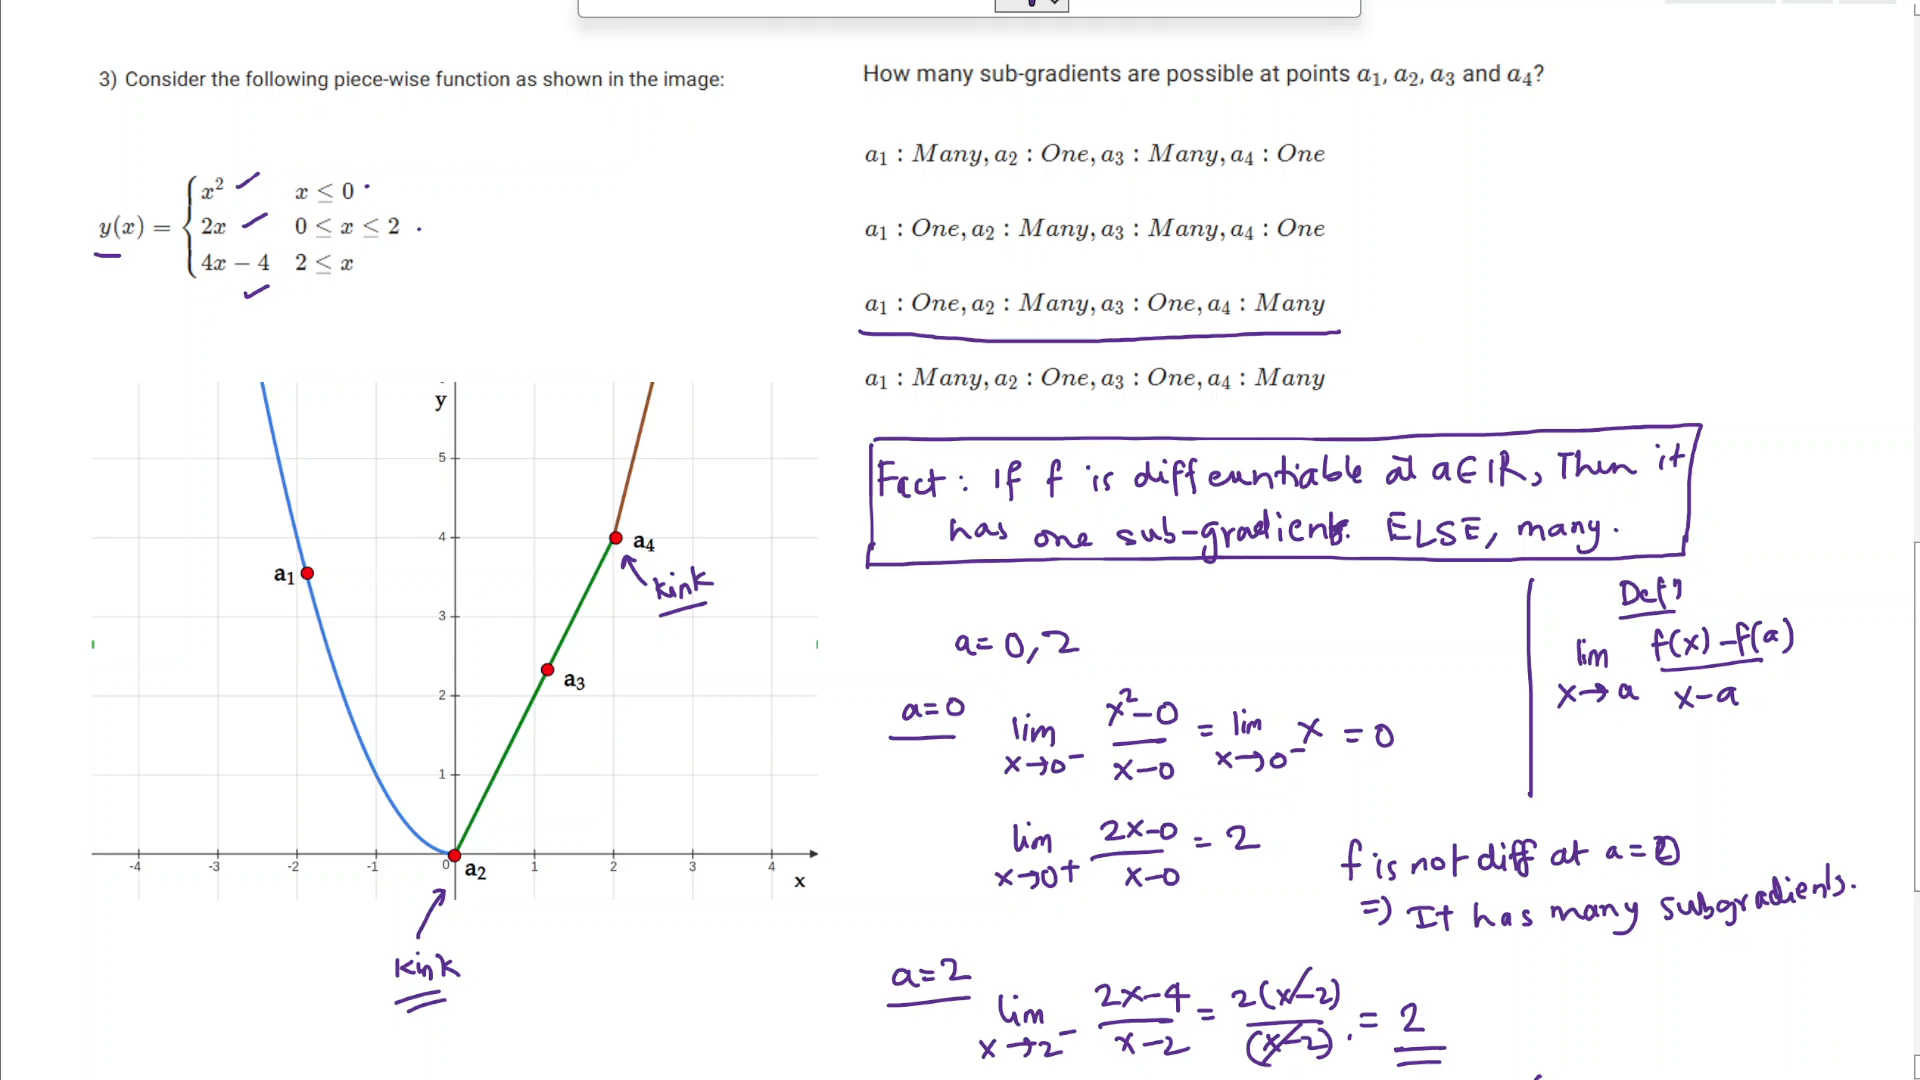 3) Consider the following piece-wise function as shown in the image:
y(x) = { x² x ≤ 0
2x 0 ≤ x ≤ 2
4x − 4 2 ≤ x
y
5
4
3
2
1
-4 -3 -2 -1 0 1 2 3 4
x
a₁
a₂
a₃
a₄
kink
kink
How many sub-gradients are possible at points a₁, a₂, a₃ and a₄?
a₁ : Many, a₂ : One, a₃ : Many, a₄ : One
a₁ : One, a₂ : Many, a₃ : Many, a₄ : One
a₁ : One, a₂ : Many, a₃ : One, a₄ : Many
a₁ : Many, a₂ : One, a₃ : One, a₄ : Many
Fact : If f is differentiable at a∈IR, Then it
has one sub-gradient. ELSE, many.
Defⁿ
lim x→a f(x)−f(a) / x−a
a= 0, 2
a=0 lim x→0⁻ x²−0 / x−0 = lim x→0⁻ x = 0
lim x→0+ 2x−0 / x−0 = 2
f is not diff at a=0
=) It has many subgradients.
a=2 lim x→2⁻ 2x−4 / x−2 = 2(x−2) / (x−2) . = 2